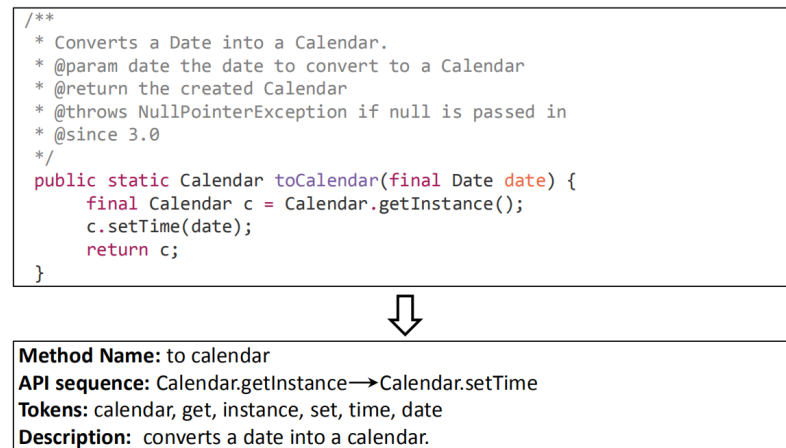 /**
 * Converts a Date into a Calendar.
 * @param date the date to convert to a Calendar
 * @return the created Calendar
 * @throws NullPointerException if null is passed in
 * @since 3.0
 */
public static Calendar toCalendar(final Date date) {
final Calendar c = Calendar.getInstance();
c.setTime(date);
return c;
}
Method Name: to calendar
API sequence: Calendar.getInstance→Calendar.setTime
Tokens: calendar, get, instance, set, time, date
Description: converts a date into a calendar.